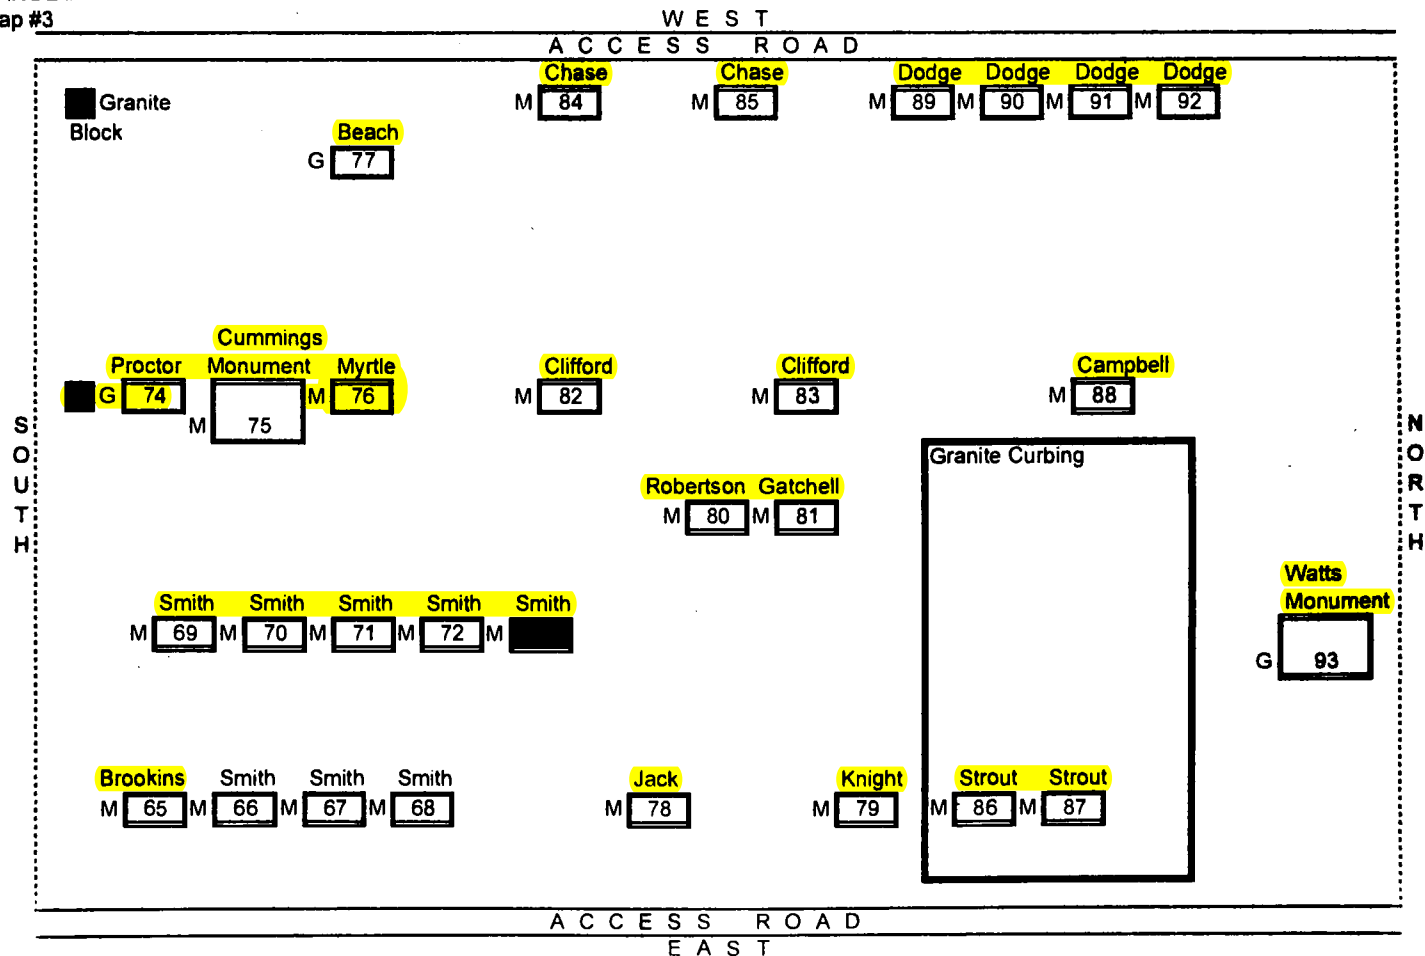 ap #3
WEST
ACCESS ROAD
Chase Chase Dodge Dodge Dodge Dodge
Granite M 84 M 85 M 89 M 90 M 91 M 92
Block
Beach
G 77
Cummings
Proctor Monument Myrtle Clifford Clifford Campbell
G 74 M 76 M 82 M 83 M 88
M 75
SOUTH
NORTH
Granite Curbing
Robertson Gatchell
M 80 M 81
Watts
Monument
Smith Smith Smith Smith Smith
M 69 M 70 M 71 M 72 M
G 93
Brookins Smith Smith Smith Jack Knight Strout Strout
M 65 M 66 M 67 M 68 M 78 M 79 M 86 M 87
ACCESS ROAD
EAST